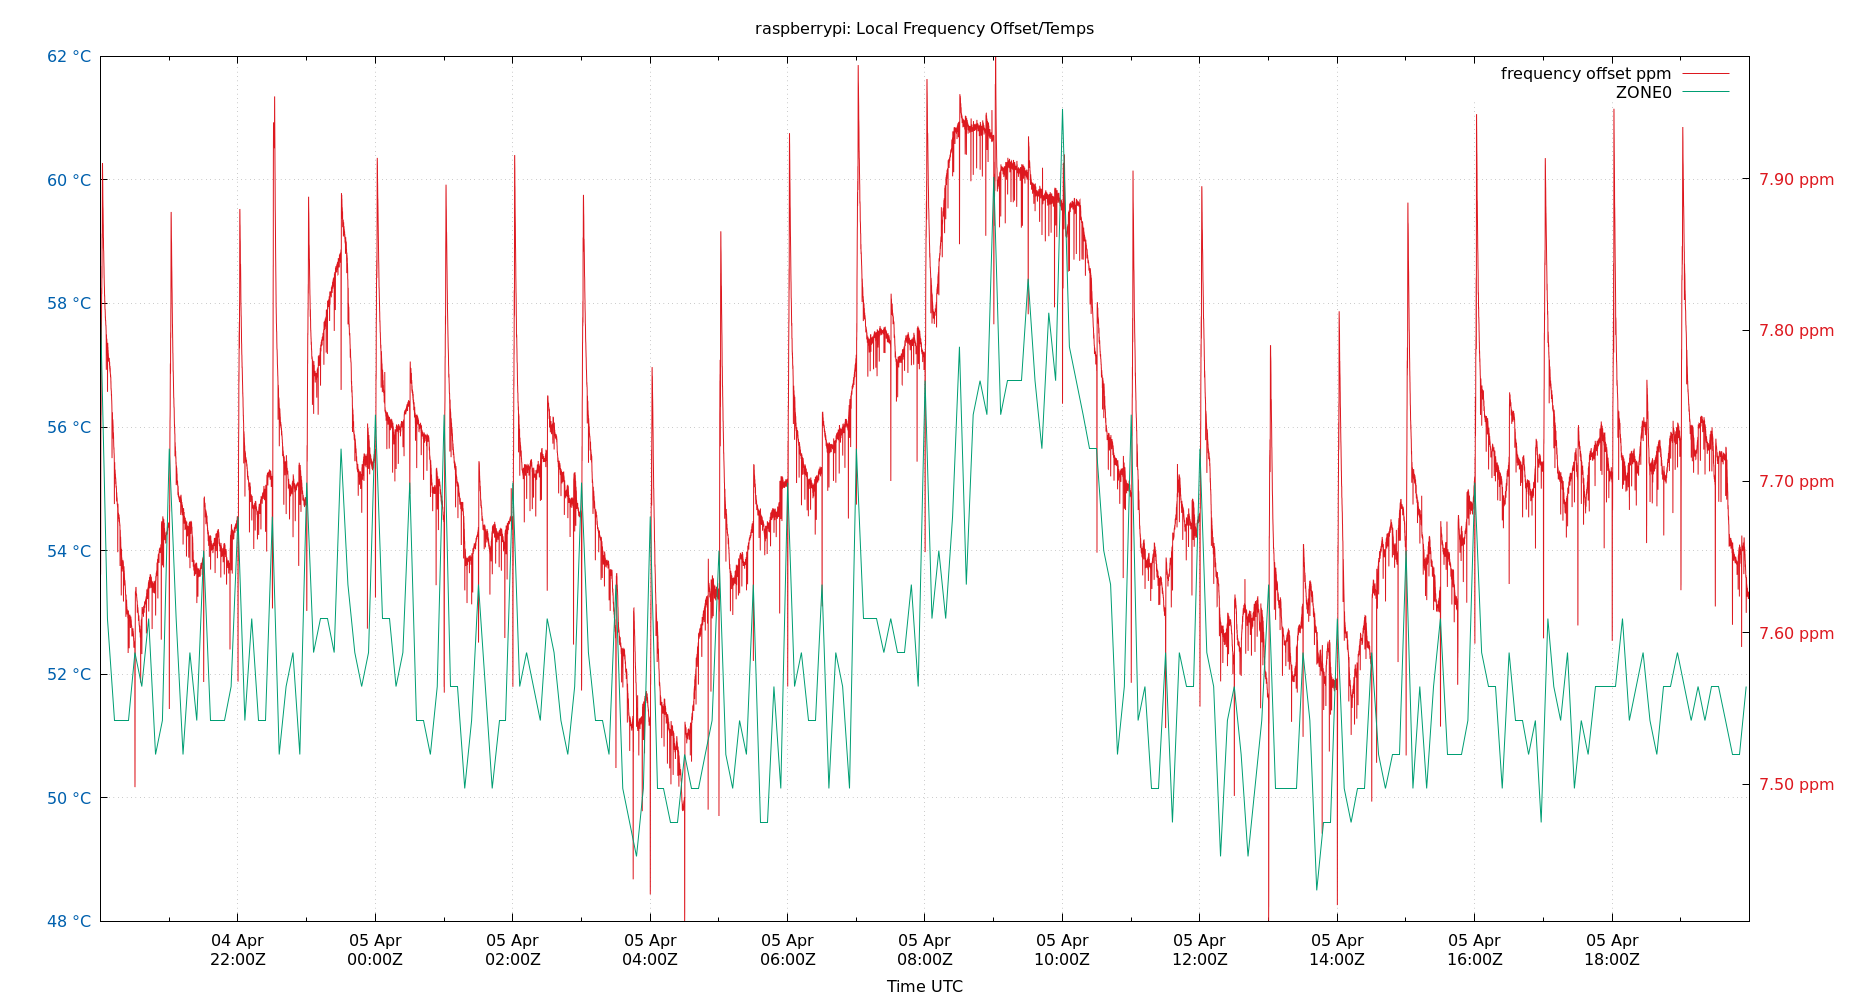 raspberrypi: Local Frequency Offset/Temps
frequency offset ppm
ZONE0
62 °C
60 °C
58 °C
56 °C
54 °C
52 °C
50 °C
48 °C
7.90 ppm
7.80 ppm
7.70 ppm
7.60 ppm
7.50 ppm
04 Apr 05 Apr 05 Apr 05 Apr 05 Apr 05 Apr 05 Apr 05 Apr 05 Apr 05 Apr 05 Apr
22:00Z 00:00Z 02:00Z 04:00Z 06:00Z 08:00Z 10:00Z 12:00Z 14:00Z 16:00Z 18:00Z
Time UTC